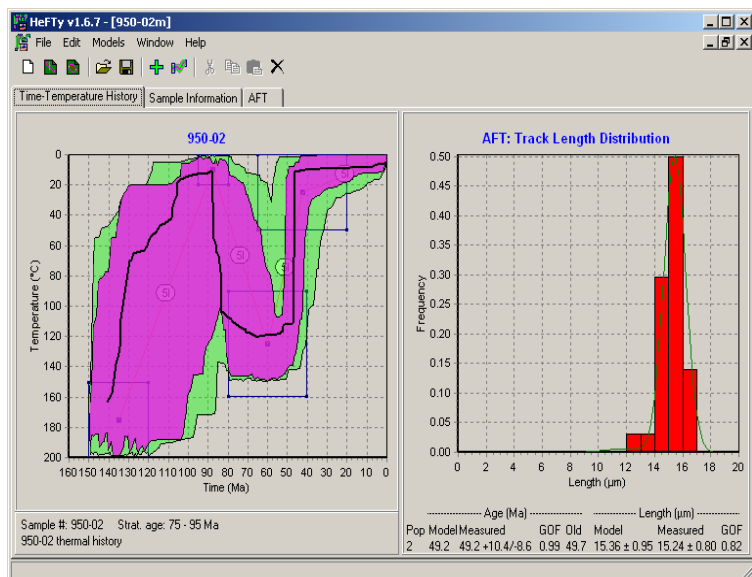 HeFTy v1.6.7 - [950-02m]
File Edit Models Window Help
Time-Temperature History Sample Information AFT
950-02
Temperature (°C)
0
20
40
60
80
100
120
140
160
180
200
5I 5I 5I 5I
160 150 140 130 120 110 100 90 80 70 60 50 40 30 20 10 0
Time (Ma)
AFT: Track Length Distribution
Frequency
0.50
0.45
0.40
0.35
0.30
0.25
0.20
0.15
0.10
0.05
0.00
0 2 4 6 8 10 12 14 16 18 20
Length (µm)
Sample #: 950-02 Strat. age: 75 - 95 Ma
950-02 thermal history
Age (Ma) Length (µm)
Pop Model Measured GOF Old Model Measured GOF
2 49.2 49.2 +10.4/-8.6 0.99 49.7 15.36 ± 0.95 15.24 ± 0.80 0.82